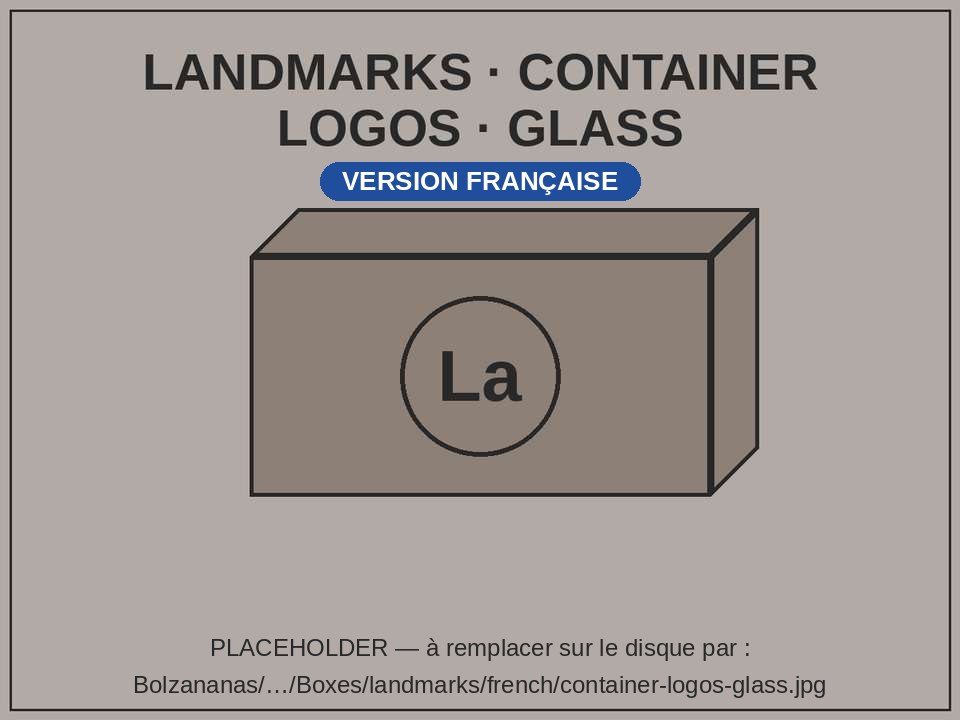 LANDMARKS · CONTAINER
LOGOS · GLASS
VERSION FRANÇAISE
La
PLACEHOLDER — à remplacer sur le disque par :
Bolzananas/…/Boxes/landmarks/french/container-logos-glass.jpg